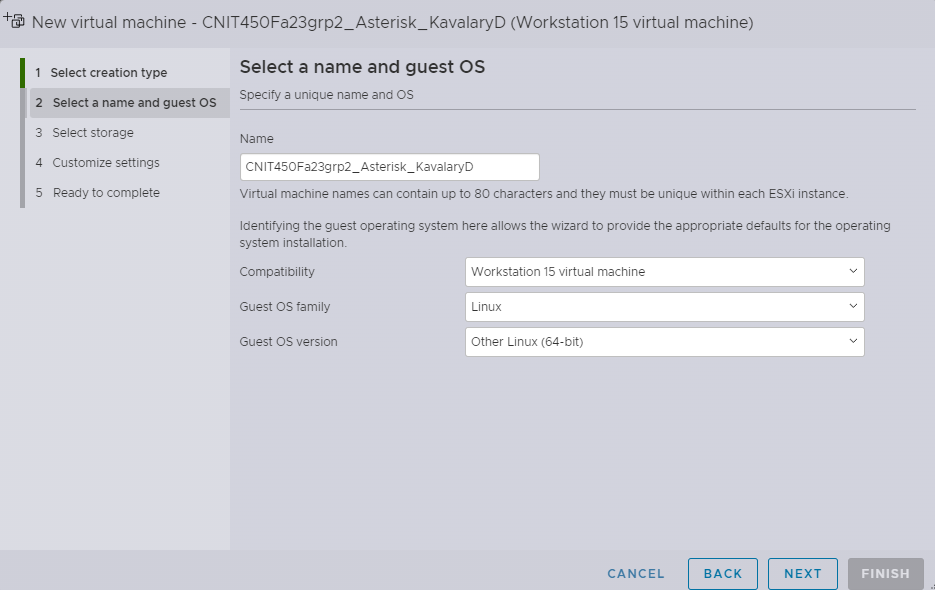 New virtual machine - CNIT450Fa23grp2_Asterisk_KavalaryD (Workstation 15 virtual machine)
1 Select creation type
2 Select a name and guest OS
3 Select storage
4 Customize settings
5 Ready to complete
Select a name and guest OS
Specify a unique name and OS
Name
CNIT450Fa23grp2_Asterisk_KavalaryD
Virtual machine names can contain up to 80 characters and they must be unique within each ESXi instance.
Identifying the guest operating system here allows the wizard to provide the appropriate defaults for the operating
system installation.
Compatibility Workstation 15 virtual machine
Guest OS family Linux
Guest OS version Other Linux (64-bit)
CANCEL BACK NEXT FINISH